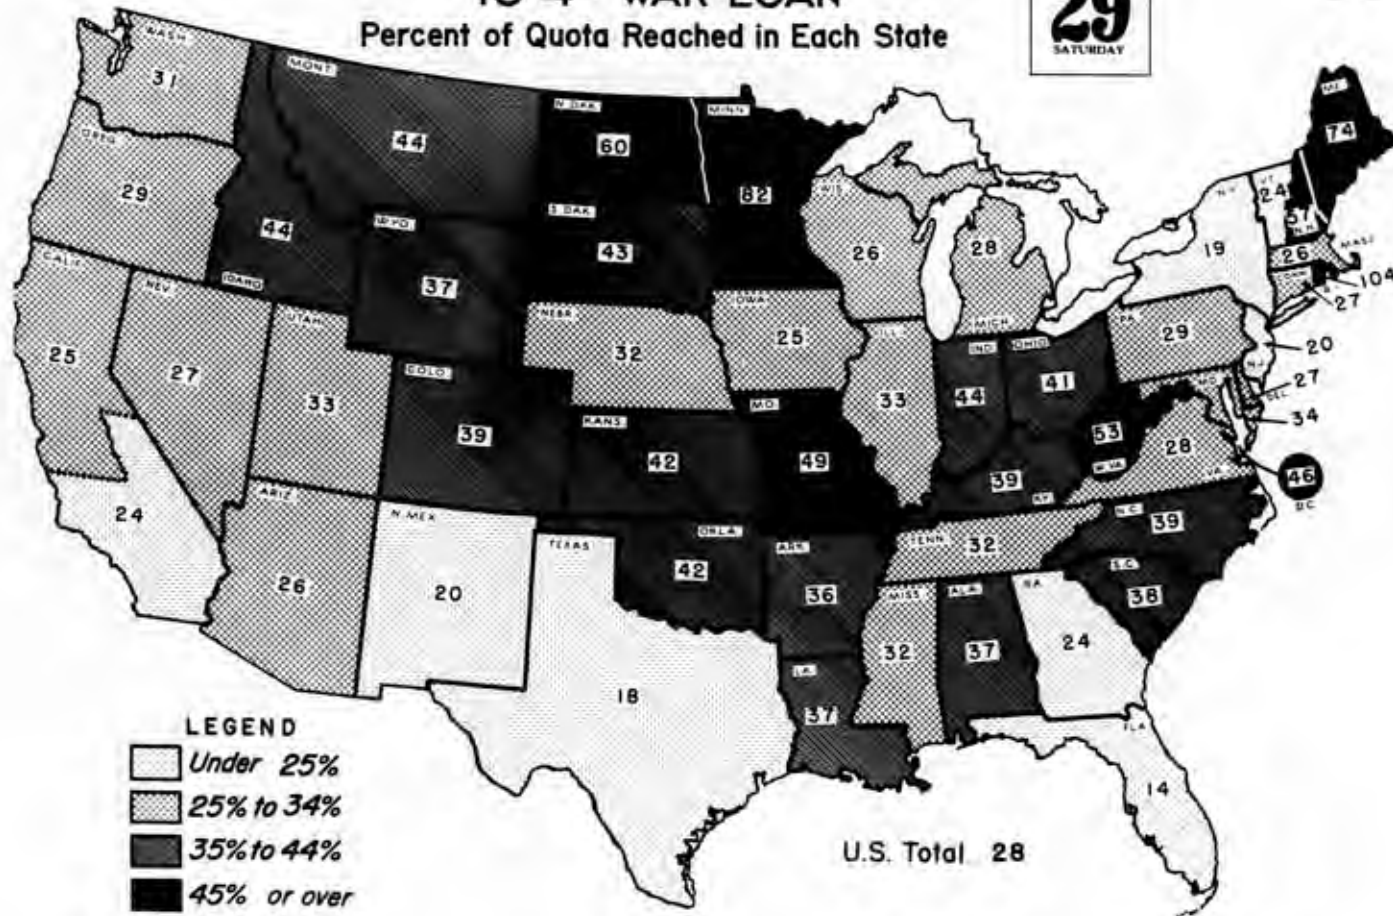 Percent of Quota Reached in Each State
29
SATURDAY
WASH.
31
MONT.
44
N.DAK.
60
MINN.
82
ME.
74
OREG.
29
IDAHO
44
WYO.
37
S.DAK.
43
WIS.
26
MICH.
28
N.Y.
19
VT.
24
N.H.
MASS.
26
CONN.
27
104
CALIF.
25
24
NEV.
27
UTAH
33
COLO.
39
NEBR.
32
IOWA
25
ILL.
33
IND.
44
OHIO
41
PA.
29
N.J.
20
DEL.
27
MD.
34
KANS.
42
MO.
49
KY.
39
W.VA.
53
VA.
28
46
D.C.
ARIZ.
26
N.MEX.
20
TEXAS
18
OKLA.
42
ARK.
36
TENN.
32
N.C.
39
S.C.
38
LA.
37
MISS.
32
ALA.
37
24
FLA.
14
LEGEND
Under 25%
25% to 34%
35% to 44%
45% or over
U.S. Total 28